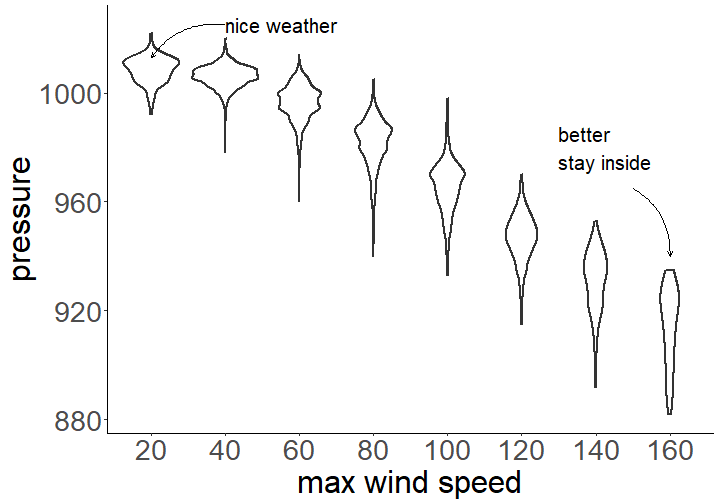 nice weather
1000
better
stay inside
960
pressure
920
880
20 40 60 80 100 120 140 160
max wind speed